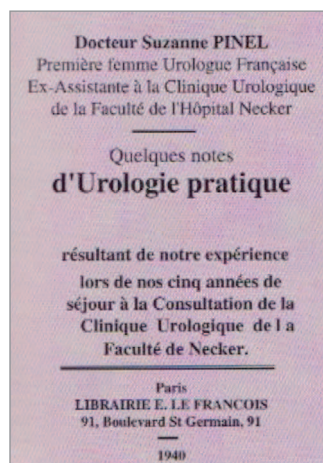 Docteur Suzanne PINEL
Première femme Urologue Française
Ex-Assistante à la Clinique Urologique
de la Faculté de l'Hôpital Necker
Quelques notes
d'Urologie pratique
résultant de notre expérience
lors de nos cinq années de
séjour à la Consultation de la
Clinique Urologique de l a
Faculté de Necker.
Paris
LIBRAIRIE E. LE FRANCOIS
91, Boulevard St Germain, 91
1940